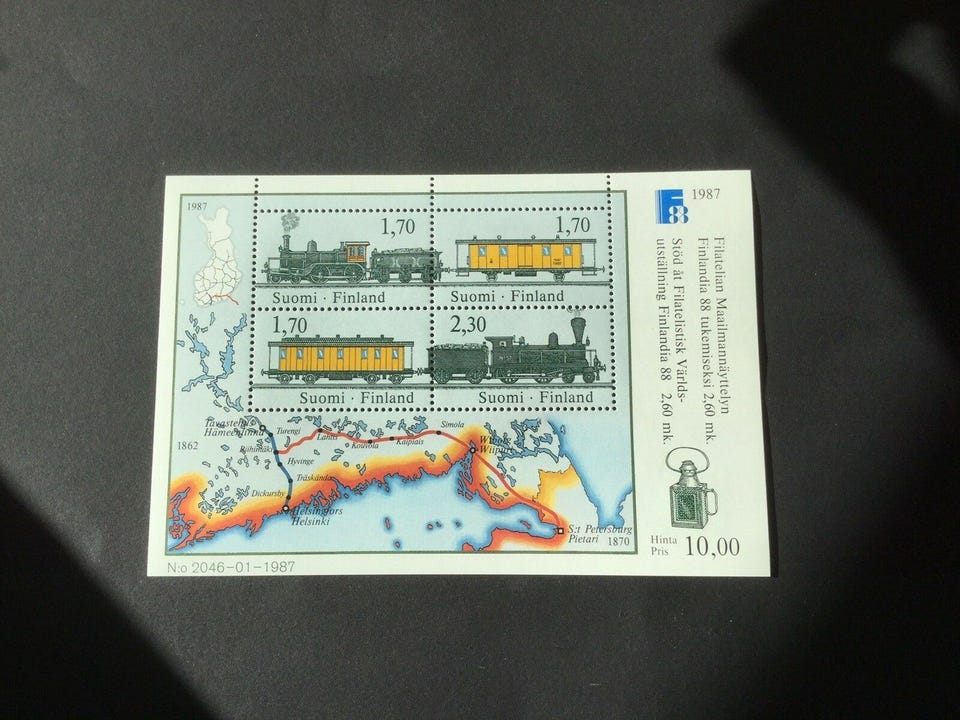 1987
1,70
Suomi · Finland
1,70
Suomi · Finland
1,70
Suomi · Finland
2,30
Suomi · Finland
Tavastehus
Hämeenlinna
Turengi
Lahtis
Kouvola
Kaipiais
Simola
Wiborg
Wiipuri
Riihimäki
Hyvinge
Träskända
Dickursby
Helsingfors
Helsinki
S:t Petersburg
Pietari
1862
1870
N:o 2046-01-1987
F
88
1987
Filatelian Maailmannäyttelyn
Finlandia 88 tukemiseksi 2,60 mk.
Stöd åt Filatelistisk Världs-
utställning Finlandia 88 2,60 mk.
Hinta
Pris 10,00